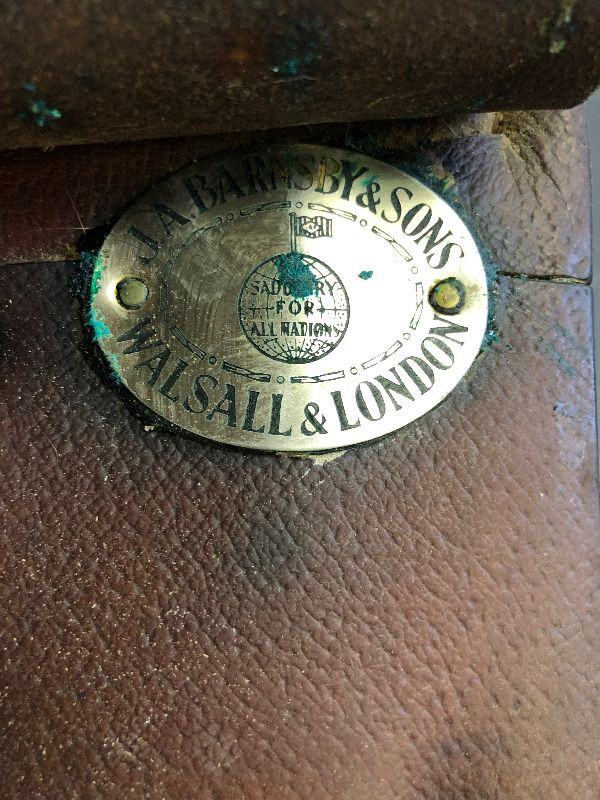 J.A.BARNSBY & SONS
SADDLERY
FOR
ALL NATIONS
WALSALL & LONDON